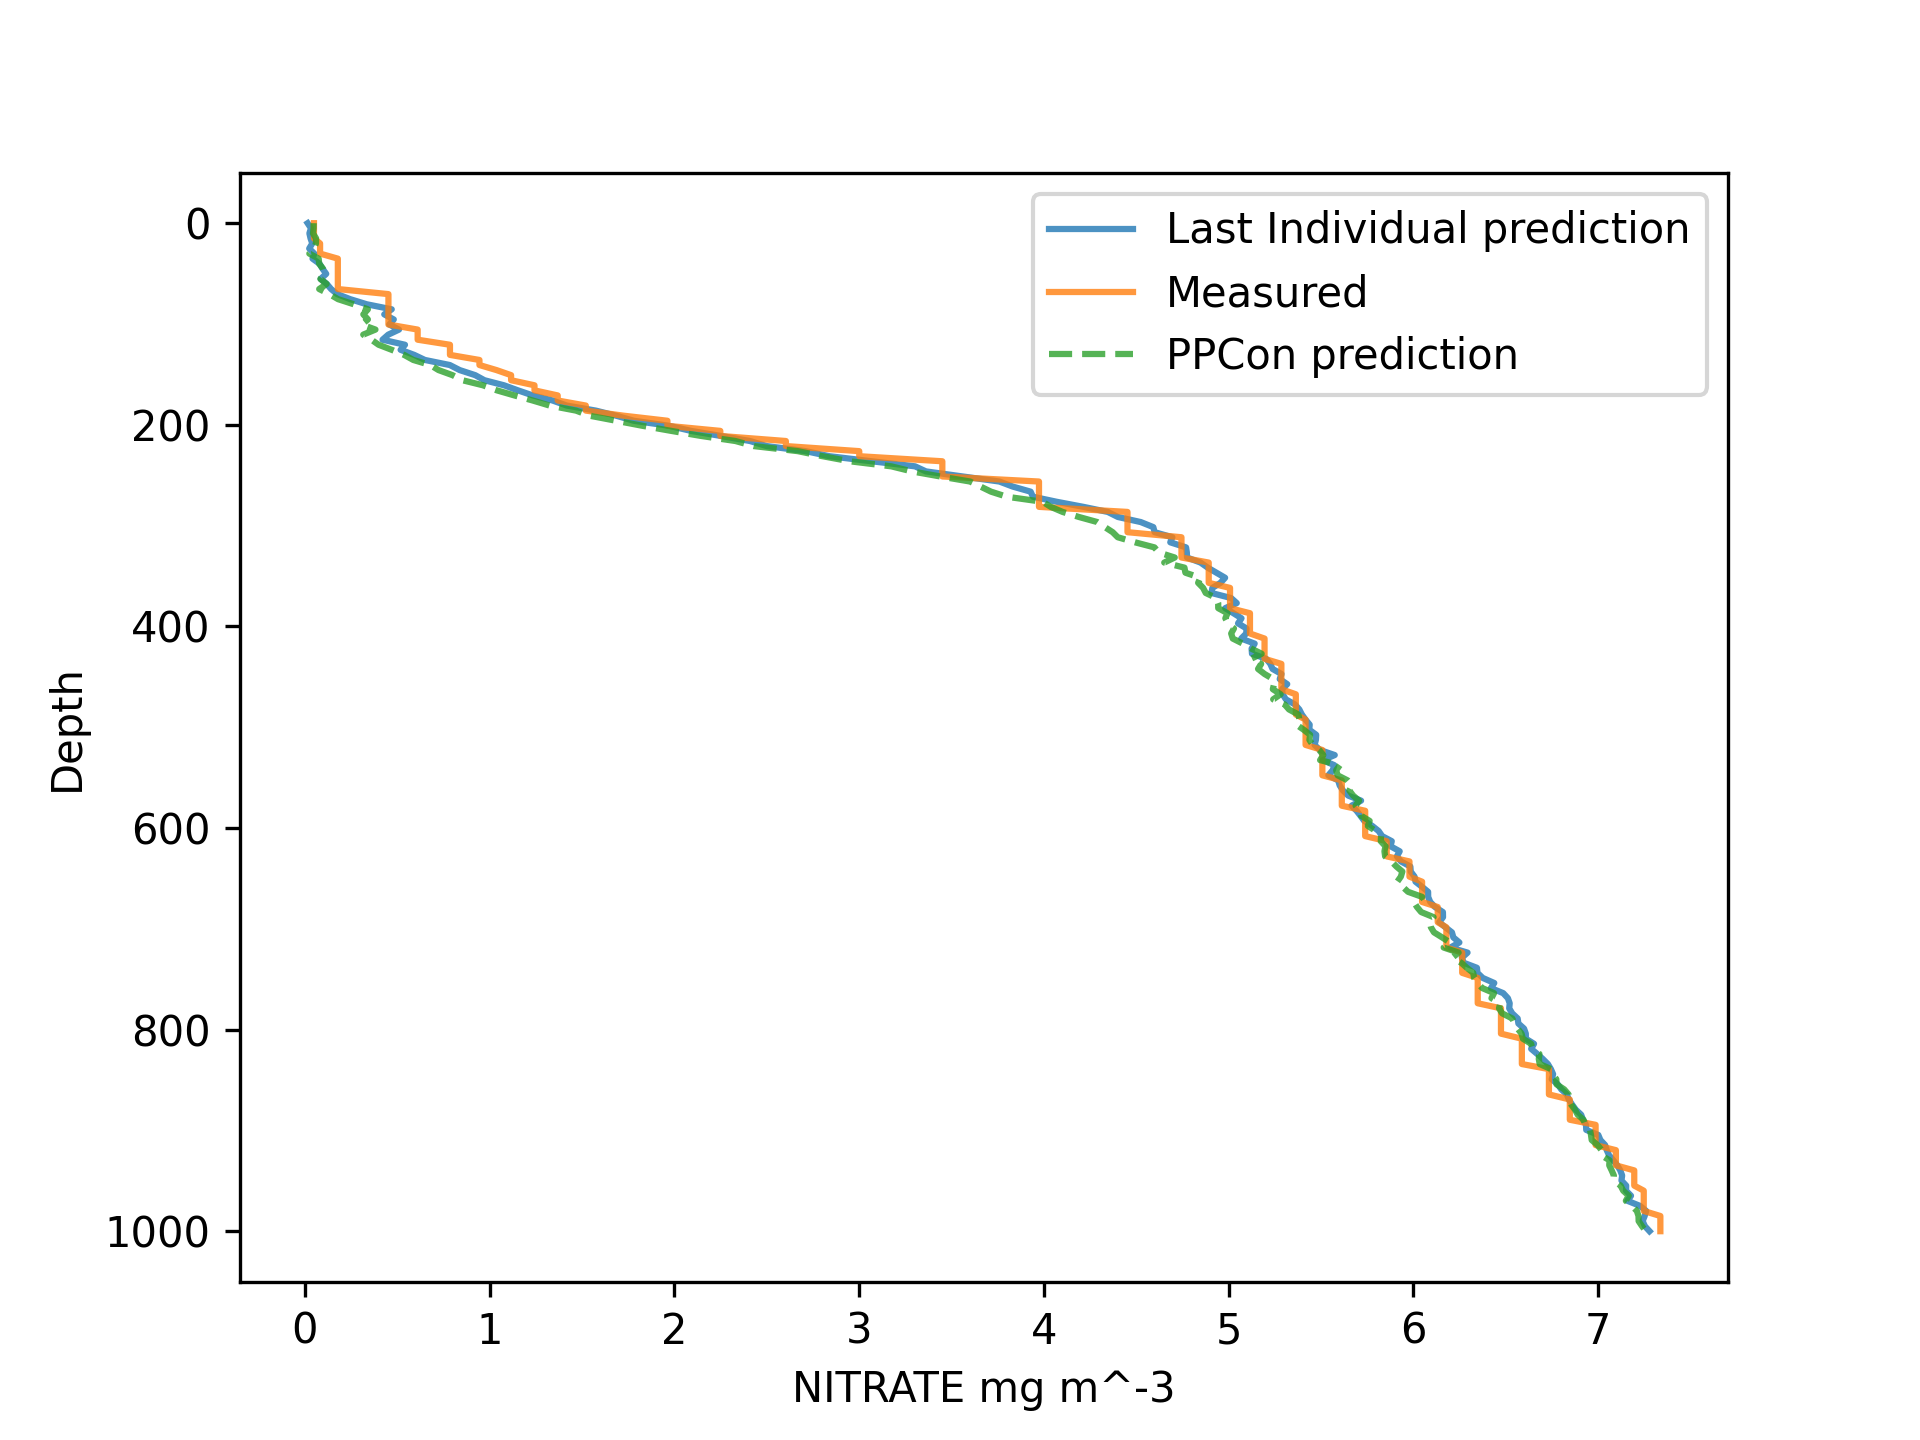 Last Individual prediction
Measured
PPCon prediction
0
200
400
600
800
1000
Depth
0 1 2 3 4 5 6 7
NITRATE mg m^-3